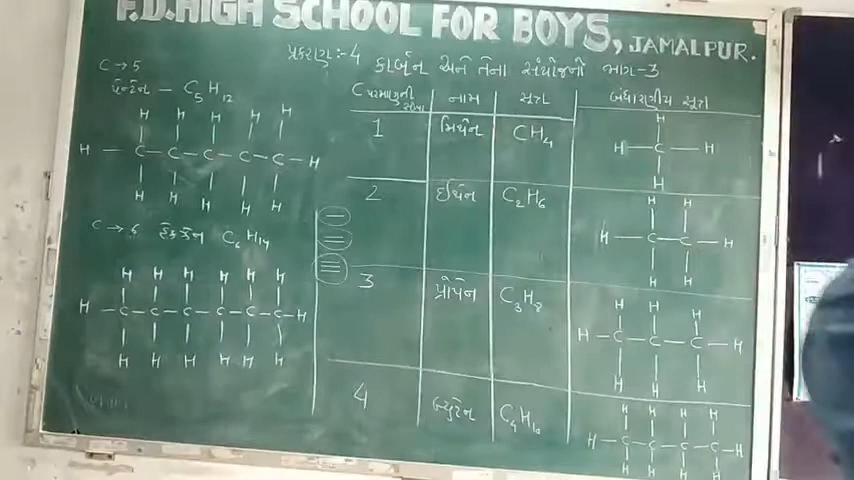 F.D. HIGH SCHOOL FOR BOYS, JAMALPUR.
પ્રકરણ:-4 કાર્બન અને તેના સંયોજનો ભાગ-3
C → 5
પેન્ટેન - C5H12
H H H H H
H - C - C - C - C - C - H
H H H H H
C → 6 હેક્ઝેન C6H14
H H H H H H
H - C - C - C - C - C - C - H
H H H H H H
C પરમાણુની સંખ્યા નામ સૂત્ર બંધારણીય સૂત્ર
1 મિથેન CH4
H
H - C - H
H
2 ઈથેન C2H6
H H
H - C - C - H
H H
3 પ્રોપેન C3H8
H H H
H - C - C - C - H
H H H
4 બ્યુટેન C4H10
H H H H
H - C - C - C - C - H
H H H H